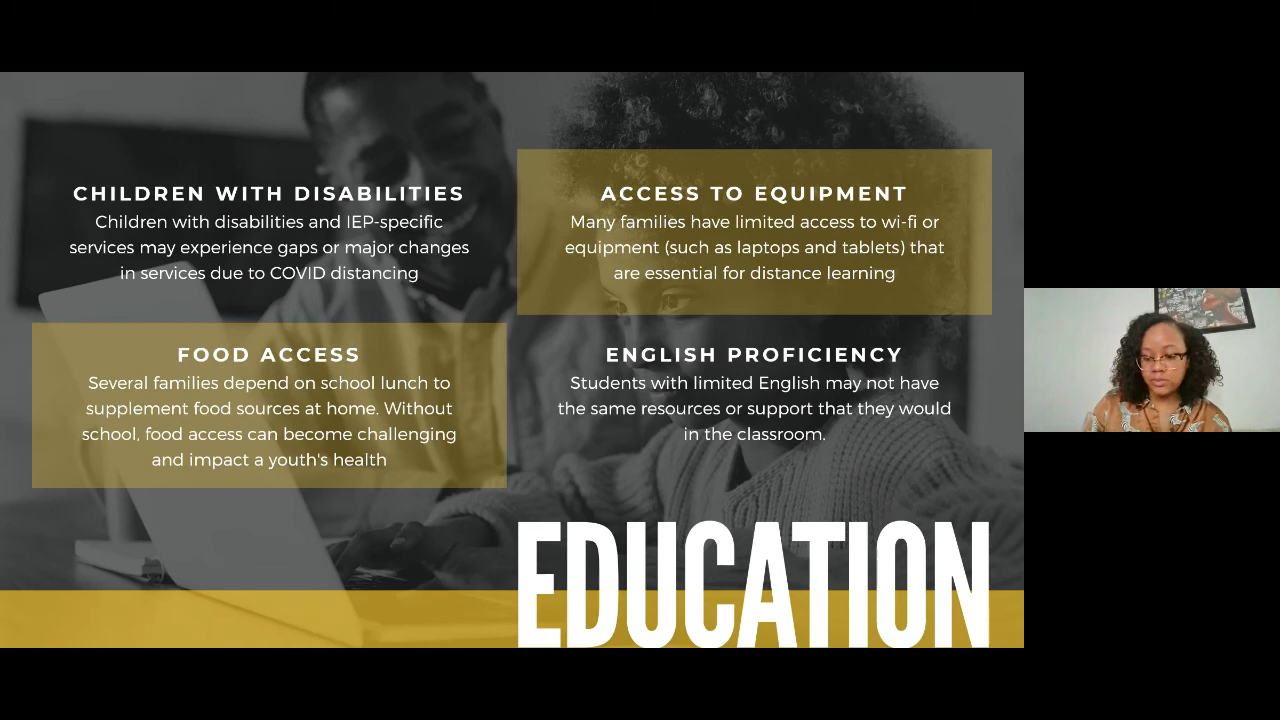 CHILDREN WITH DISABILITIES
Children with disabilities and IEP-specific
services may experience gaps or major changes
in services due to COVID distancing
ACCESS TO EQUIPMENT
Many families have limited access to wi-fi or
equipment (such as laptops and tablets) that
are essential for distance learning
FOOD ACCESS
Several families depend on school lunch to
supplement food sources at home. Without
school, food access can become challenging
and impact a youth's health
ENGLISH PROFICIENCY
Students with limited English may not have
the same resources or support that they would
in the classroom.
EDUCATION